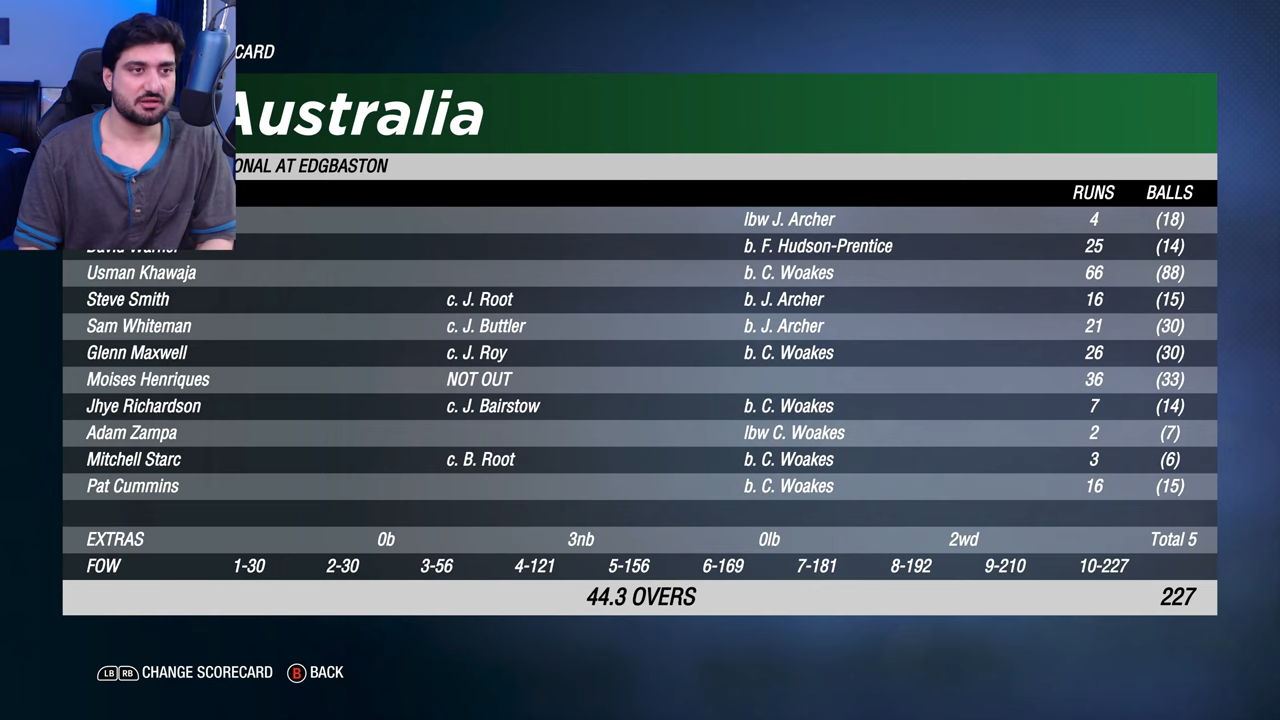 CARD
Australia
ONAL AT EDGBASTON
RUNS BALLS
lbw J. Archer 4 (18)
David Warner b. F. Hudson-Prentice 25 (14)
Usman Khawaja b. C. Woakes 66 (88)
Steve Smith c. J. Root b. J. Archer 16 (15)
Sam Whiteman c. J. Buttler b. J. Archer 21 (30)
Glenn Maxwell c. J. Roy b. C. Woakes 26 (30)
Moises Henriques NOT OUT 36 (33)
Jhye Richardson c. J. Bairstow b. C. Woakes 7 (14)
Adam Zampa lbw C. Woakes 2 (7)
Mitchell Starc c. B. Root b. C. Woakes 3 (6)
Pat Cummins b. C. Woakes 16 (15)
EXTRAS 0b 3nb 0lb 2wd Total 5
FOW 1-30 2-30 3-56 4-121 5-156 6-169 7-181 8-192 9-210 10-227
44.3 OVERS 227
LB RB CHANGE SCORECARD B BACK